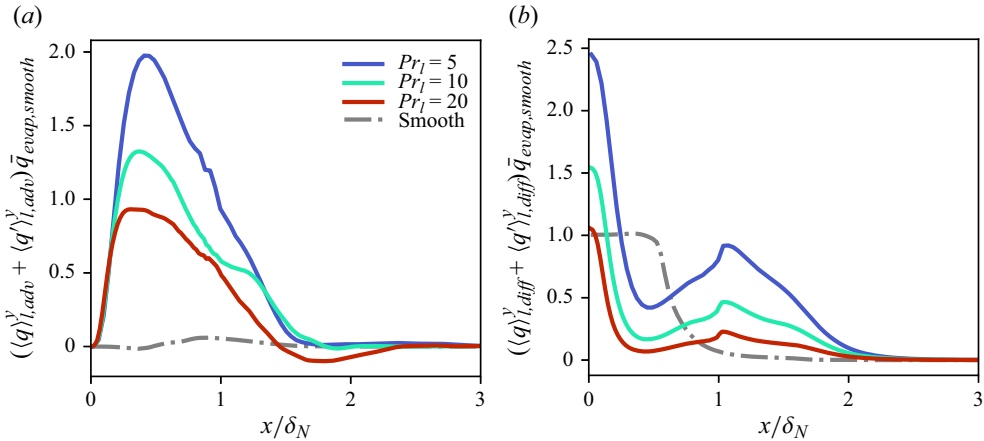 (a)
(b)
2.0
1.5
1.0
0.5
0
0
1
2
3
x/δ_N
(⟨q⟩^y_{l,adv} + ⟨q′⟩^y_{l,adv}) q̄_{evap,smooth}
Pr_l = 5
Pr_l = 10
Pr_l = 20
Smooth
2.5
2.0
1.5
1.0
0.5
0
0
1
2
3
x/δ_N
(⟨q⟩^y_{l,diff} + ⟨q′⟩^y_{l,diff}) q̄_{evap,smooth}